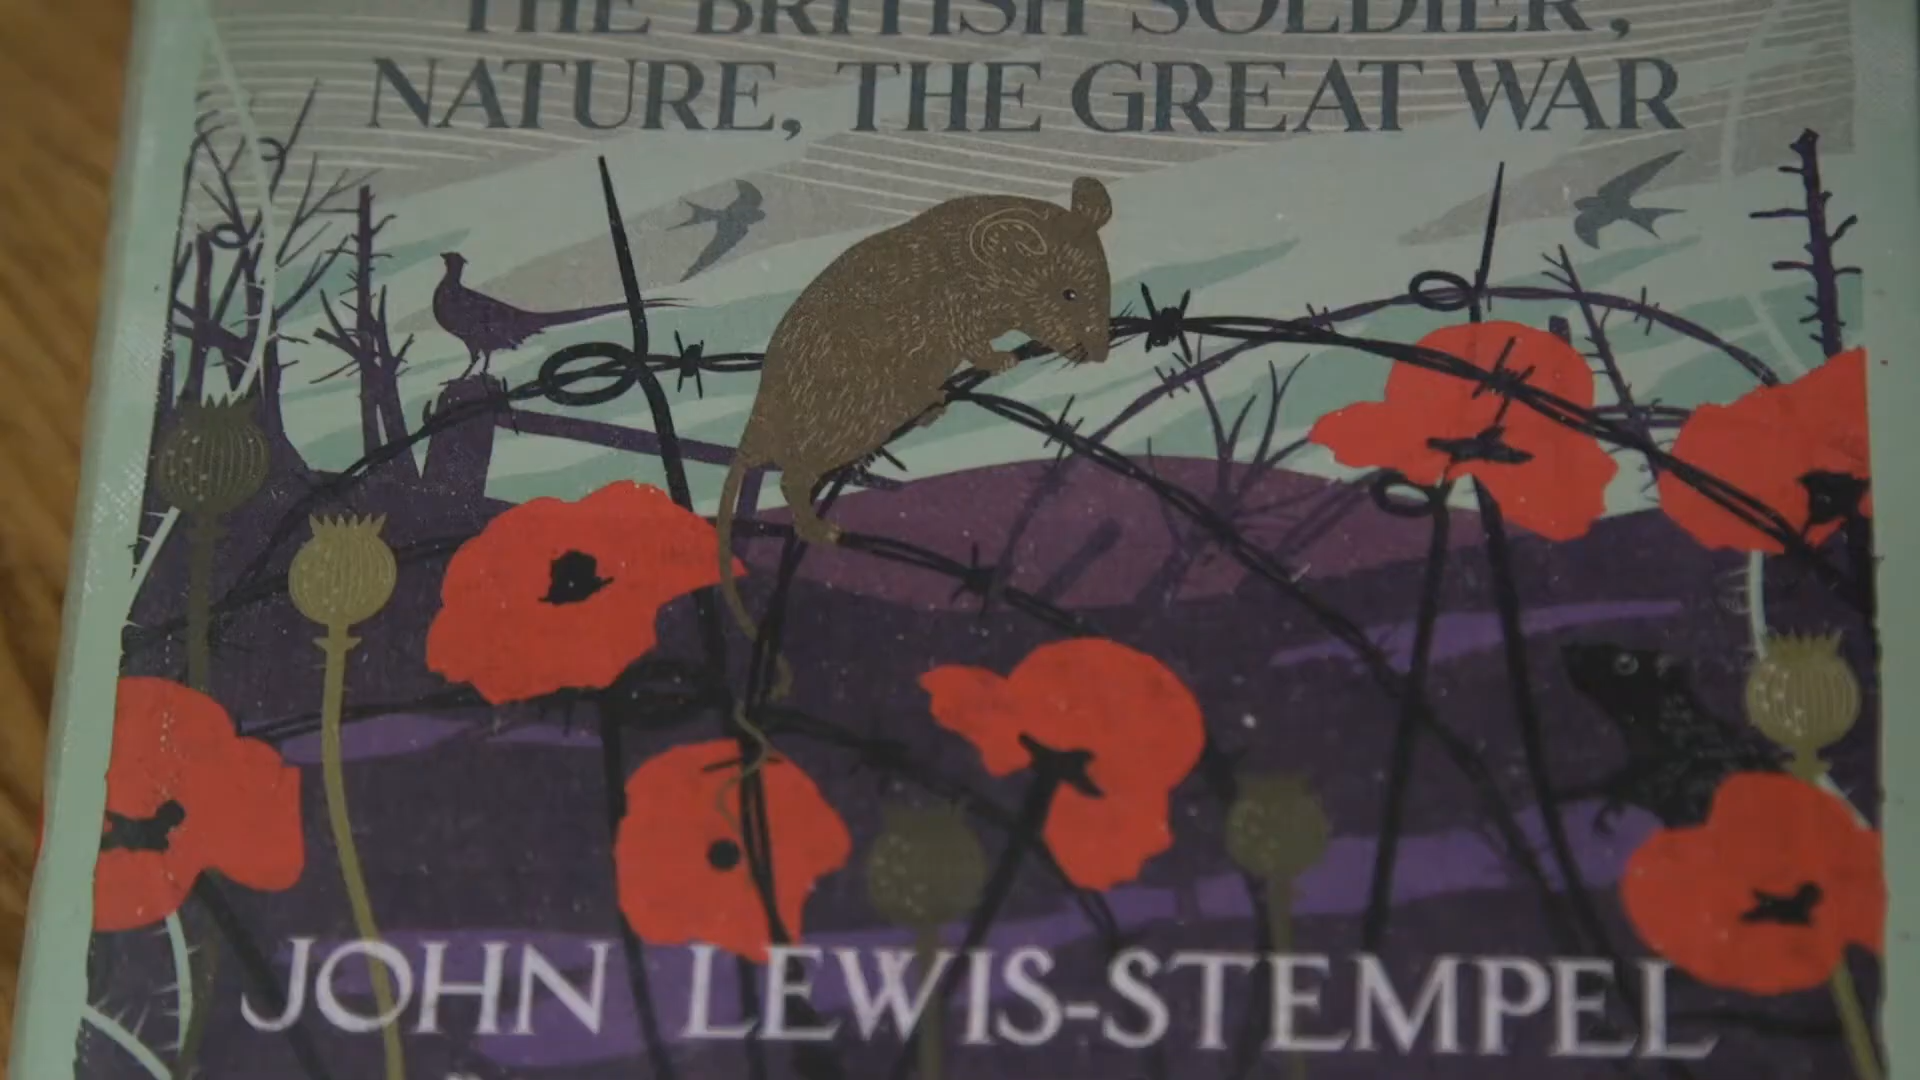 THE BRITISH SOLDIER,
NATURE, THE GREAT WAR
JOHN LEWIS-STEMPEL